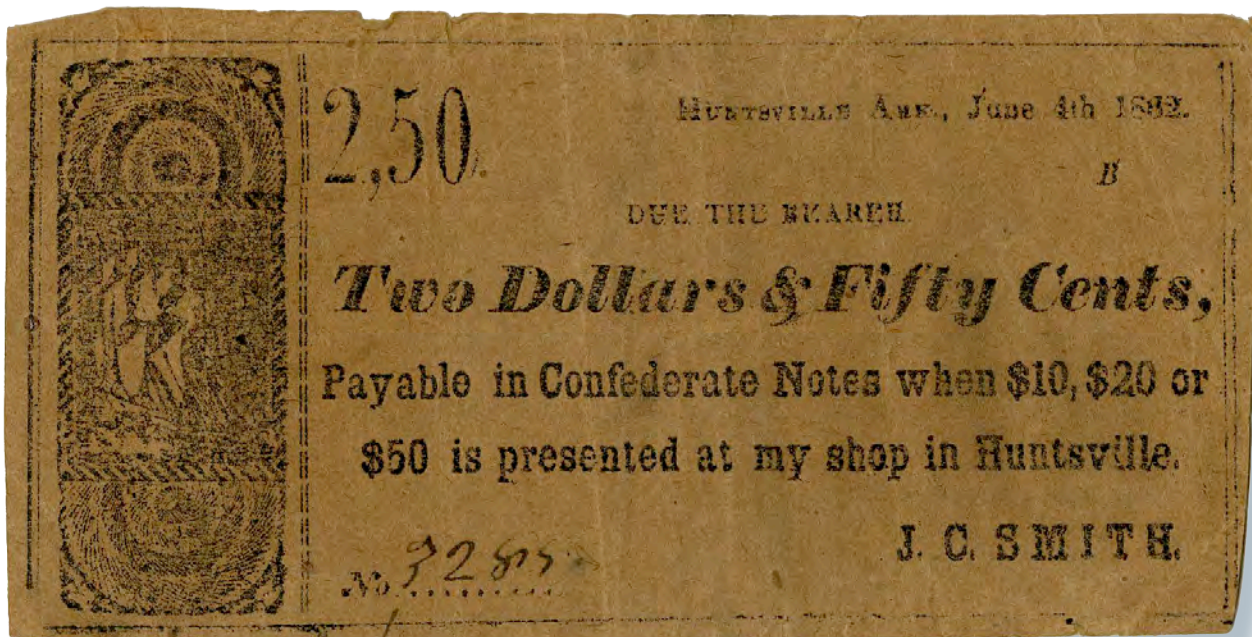 2,50.
Huntsville Ark., June 4th 1862.
B
DUE THE BEARER
Two Dollars & Fifty Cents,
Payable in Confederate Notes when $10, $20 or
$50 is presented at my shop in Huntsville.
J. C. SMITH.
No.